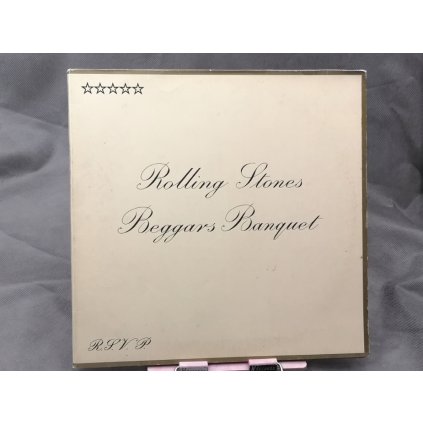 ☆☆☆☆☆
Rolling Stones
Beggars Banquet
R.S.V.P